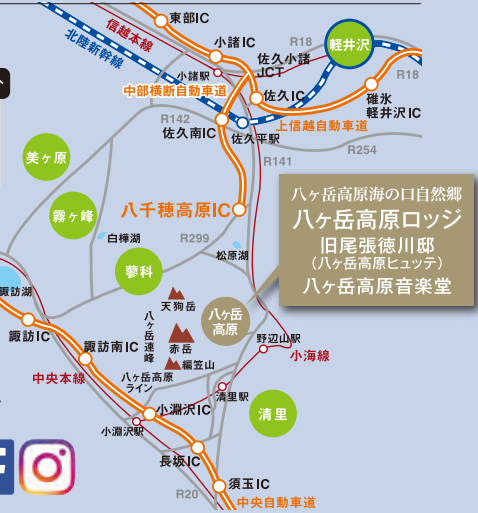 東部IC
信越本線
小諸IC
R18
軽井沢
北陸新幹線
佐久小諸
JCT
小諸駅
R18
中部横断自動車道
佐久IC
碓氷
軽井沢IC
R142
上信越自動車道
佐久南IC
佐久平駅
R254
美ヶ原
R141
八ヶ岳高原海の口自然郷
八ヶ岳高原ロッジ
旧尾張徳川邸
(八ヶ岳高原ヒュッテ)
八ヶ岳高原音楽堂
霧ヶ峰
八千穂高原IC
白樺湖
R299
松原湖
蓼科
諏訪湖
天狗岳
八ヶ岳連峰
八ヶ岳
高原
諏訪IC
赤岳
野辺山駅
諏訪南IC
小海線
編笠山
中央本線
八ヶ岳高原
ライン
清里駅
小淵沢IC
清里
小淵沢駅
長坂IC
須玉IC
R20
中央自動車道